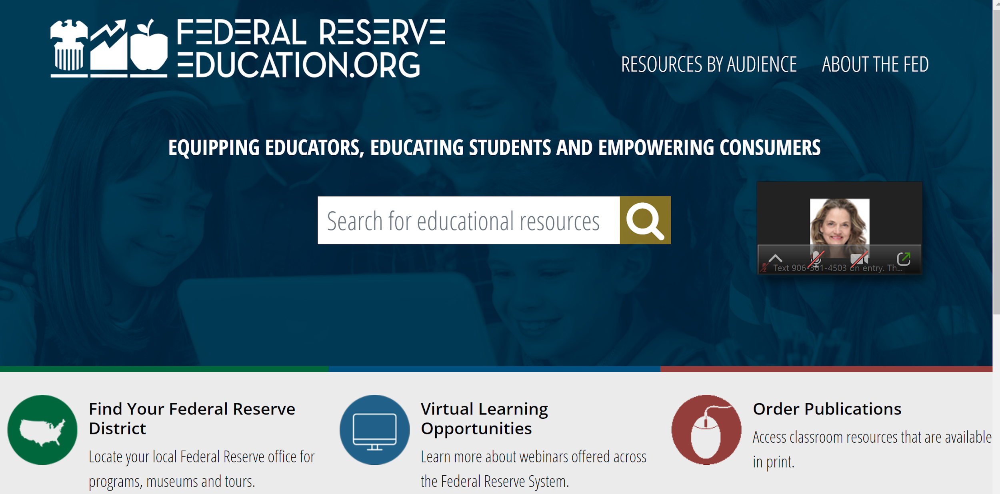 FEDERAL RESERVE
EDUCATION.ORG
RESOURCES BY AUDIENCE
ABOUT THE FED
EQUIPPING EDUCATORS, EDUCATING STUDENTS AND EMPOWERING CONSUMERS
Search for educational resources
Text 906-361-4503 on entry. Th...
Find Your Federal Reserve
District
Locate your local Federal Reserve office for
programs, museums and tours.
Virtual Learning
Opportunities
Learn more about webinars offered across
the Federal Reserve System.
Order Publications
Access classroom resources that are available
in print.